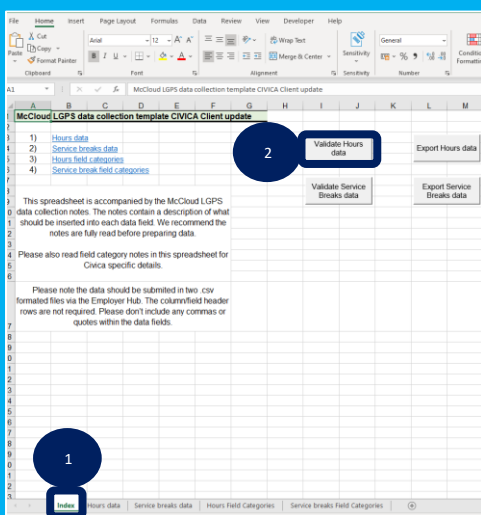 File Home Insert Page Layout Formulas Data Review View Developer Help
Cut Arial 12 A A Wrap Text General
Copy
Paste Format Painter B I U A Merge & Center % 9 Sensitivity
Clipboard Font Alignment Sensitivity Number
A1 fx McCloud LGPS data collection template CIVICA Client update
A B C D E F G H I J K L M
McCloud LGPS data collection template CIVICA Client update
1) Hours data
2) Service breaks data
3) Hours field categories
4) Service break field categories
2
Validate Hours
data
Export Hours data
Validate Service
Breaks data
Export Service
Breaks data
This spreadsheet is accompanied by the McCloud LGPS
data collection notes. The notes contain a description of what
should be inserted into each data field. We recommend the
notes are fully read before preparing data.
Please also read field category notes in this spreadsheet for
Civica specific details.
Please note the data should be submitted in two .csv
formatted files via the Employer Hub. The column/field header
rows are not required. Please don't include any commas or
quotes within the data fields.
1
Index Hours data Service breaks data Hours Field Categories Service breaks Field Categories